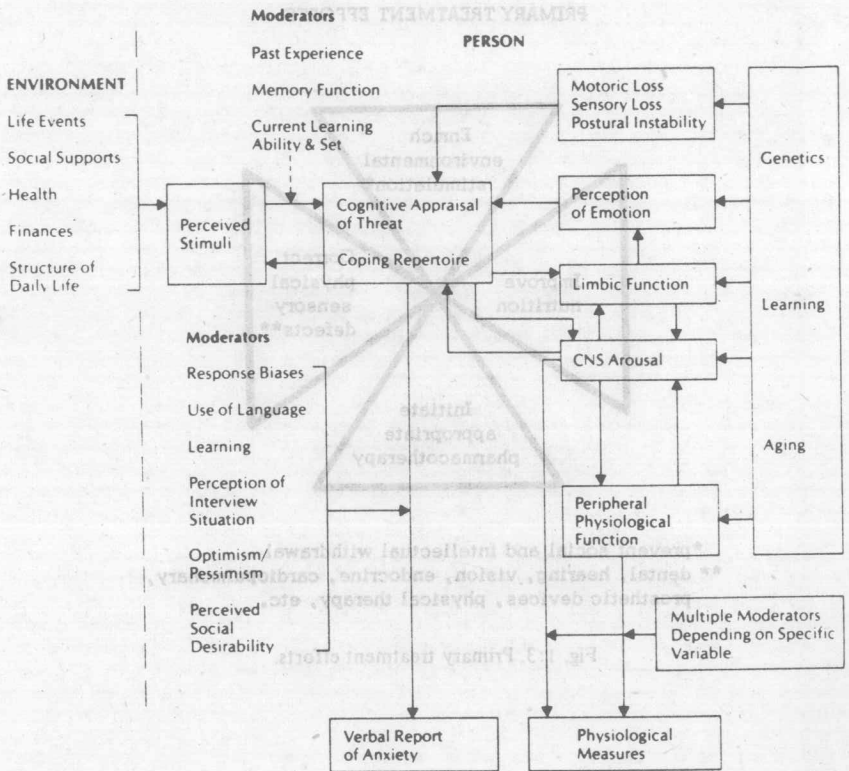 Moderators
Past Experience
Memory Function
Current Learning
Ability & Set
PERSON
ENVIRONMENT
Life Events
Social Supports
Health
Finances
Structure of
Daily Life
Perceived
Stimuli
Cognitive Appraisal
of Threat
Coping Repertoire
Motoric Loss
Sensory Loss
Postural Instability
Perception
of Emotion
Limbic Function
CNS Arousal
Peripheral
Physiological
Function
Genetics
Learning
Aging
Moderators
Response Biases
Use of Language
Learning
Perception of
Interview
Situation
Optimism/
Pessimism
Perceived
Social
Desirability
Multiple Moderators
Depending on Specific
Variable
Verbal Report
of Anxiety
Physiological
Measures